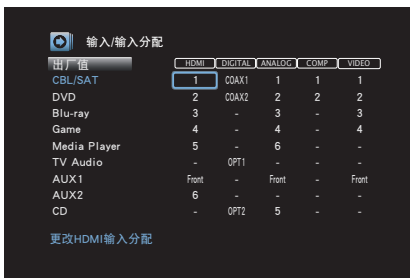 输入/输入分配
出厂值 HDMI DIGITAL ANALOG COMP VIDEO
CBL/SAT 1 COAX1 1 1 1
DVD 2 COAX2 2 2 2
Blu-ray 3 - 3 - 3
Game 4 - 4 - 4
Media Player 5 - 6 - -
TV Audio - OPT1 - - -
AUX1 Front - Front - Front
AUX2 6 - - - -
CD - OPT2 5 - -
更改HDMI输入分配